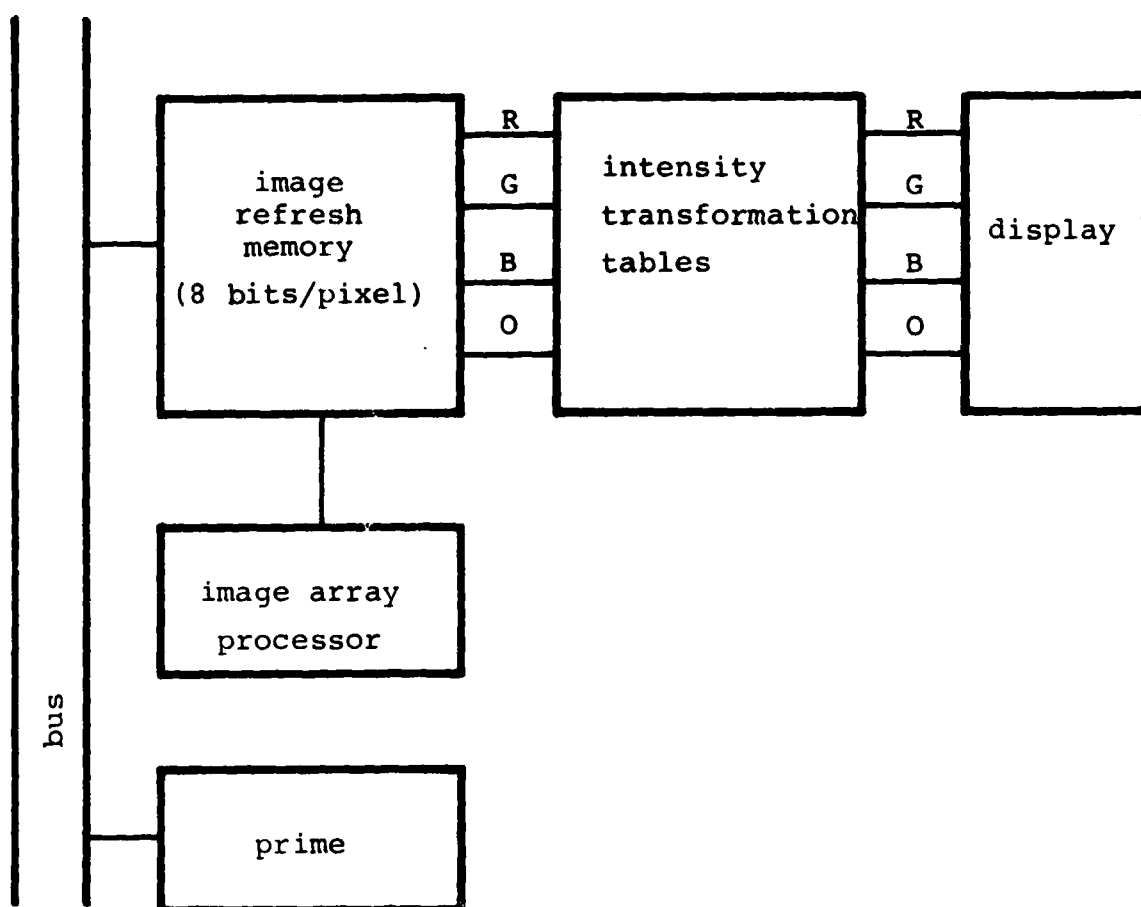 image
refresh
memory
(8 bits/pixel)
R
G
B
O
intensity
transformation
tables
R
G
B
O
display
image array
processor
bus
prime